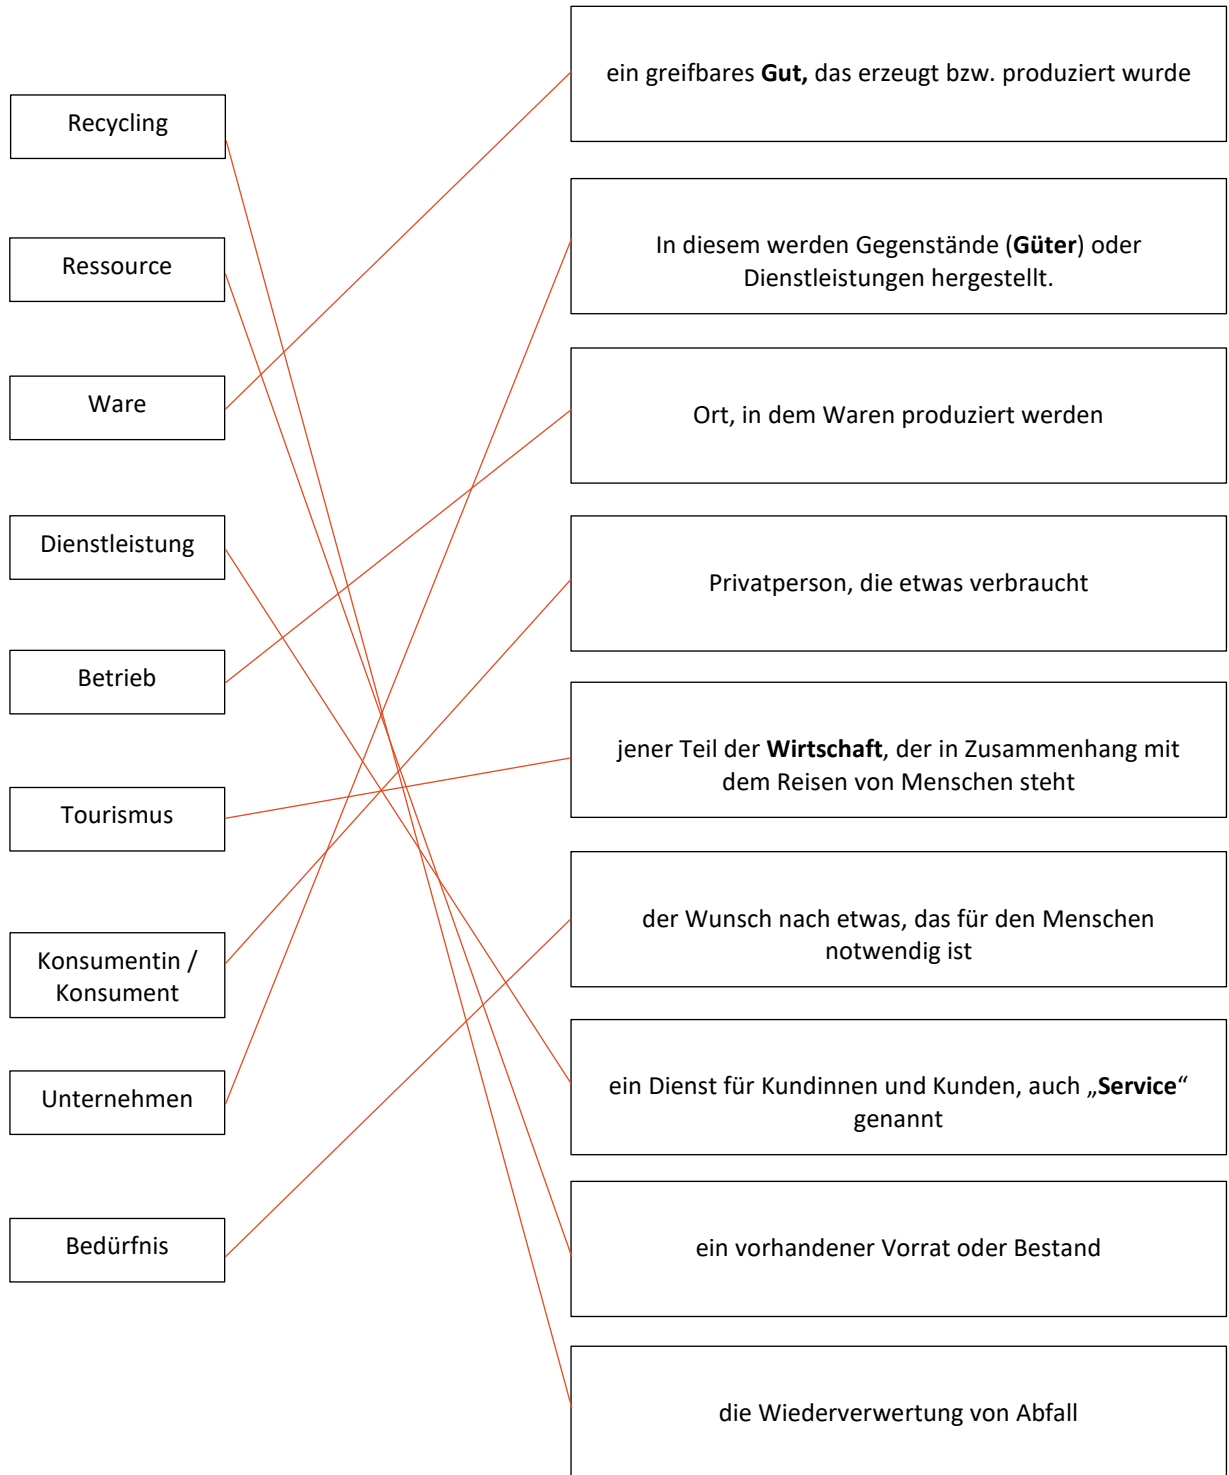 Recycling
Ressource
Ware
Dienstleistung
Betrieb
Tourismus
Konsumentin /
Konsument
Unternehmen
Bedürfnis
ein greifbares Gut, das erzeugt bzw. produziert wurde
In diesem werden Gegenstände (Güter) oder
Dienstleistungen hergestellt.
Ort, in dem Waren produziert werden
Privatperson, die etwas verbraucht
jener Teil der Wirtschaft, der in Zusammenhang mit
dem Reisen von Menschen steht
der Wunsch nach etwas, das für den Menschen
notwendig ist
ein Dienst für Kundinnen und Kunden, auch „Service“
genannt
ein vorhandener Vorrat oder Bestand
die Wiederverwertung von Abfall